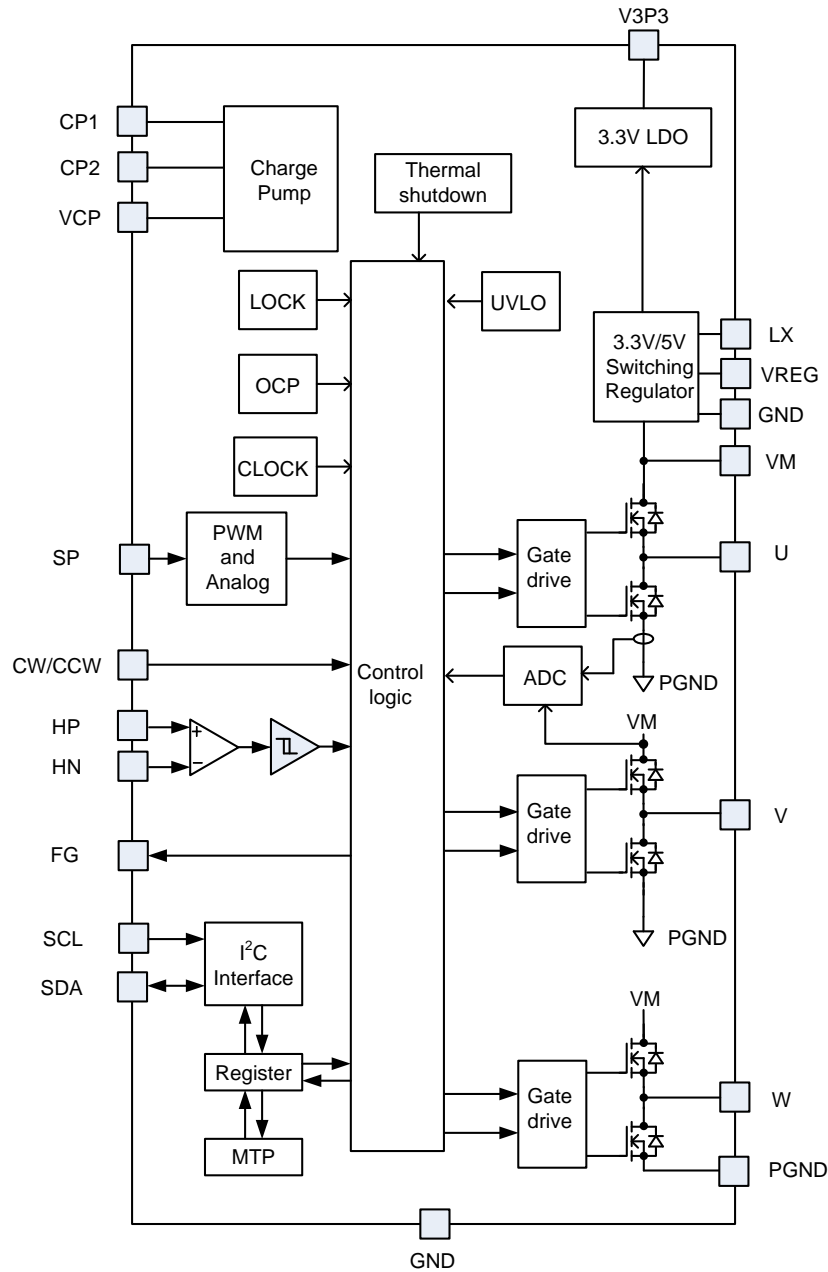 V3P3
CP1
CP2
VCP
Charge
Pump
Thermal
shutdown
3.3V LDO
LOCK
UVLO
OCP
CLOCK
3.3V/5V
Switching
Regulator
LX
VREG
GND
VM
SP
PWM
and
Analog
Gate
drive
U
CW/CCW
Control
logic
ADC
PGND
HP
+
HN
−
VM
Gate
drive
V
FG
PGND
SCL
SDA
I²C
Interface
VM
Register
MTP
Gate
drive
W
PGND
GND